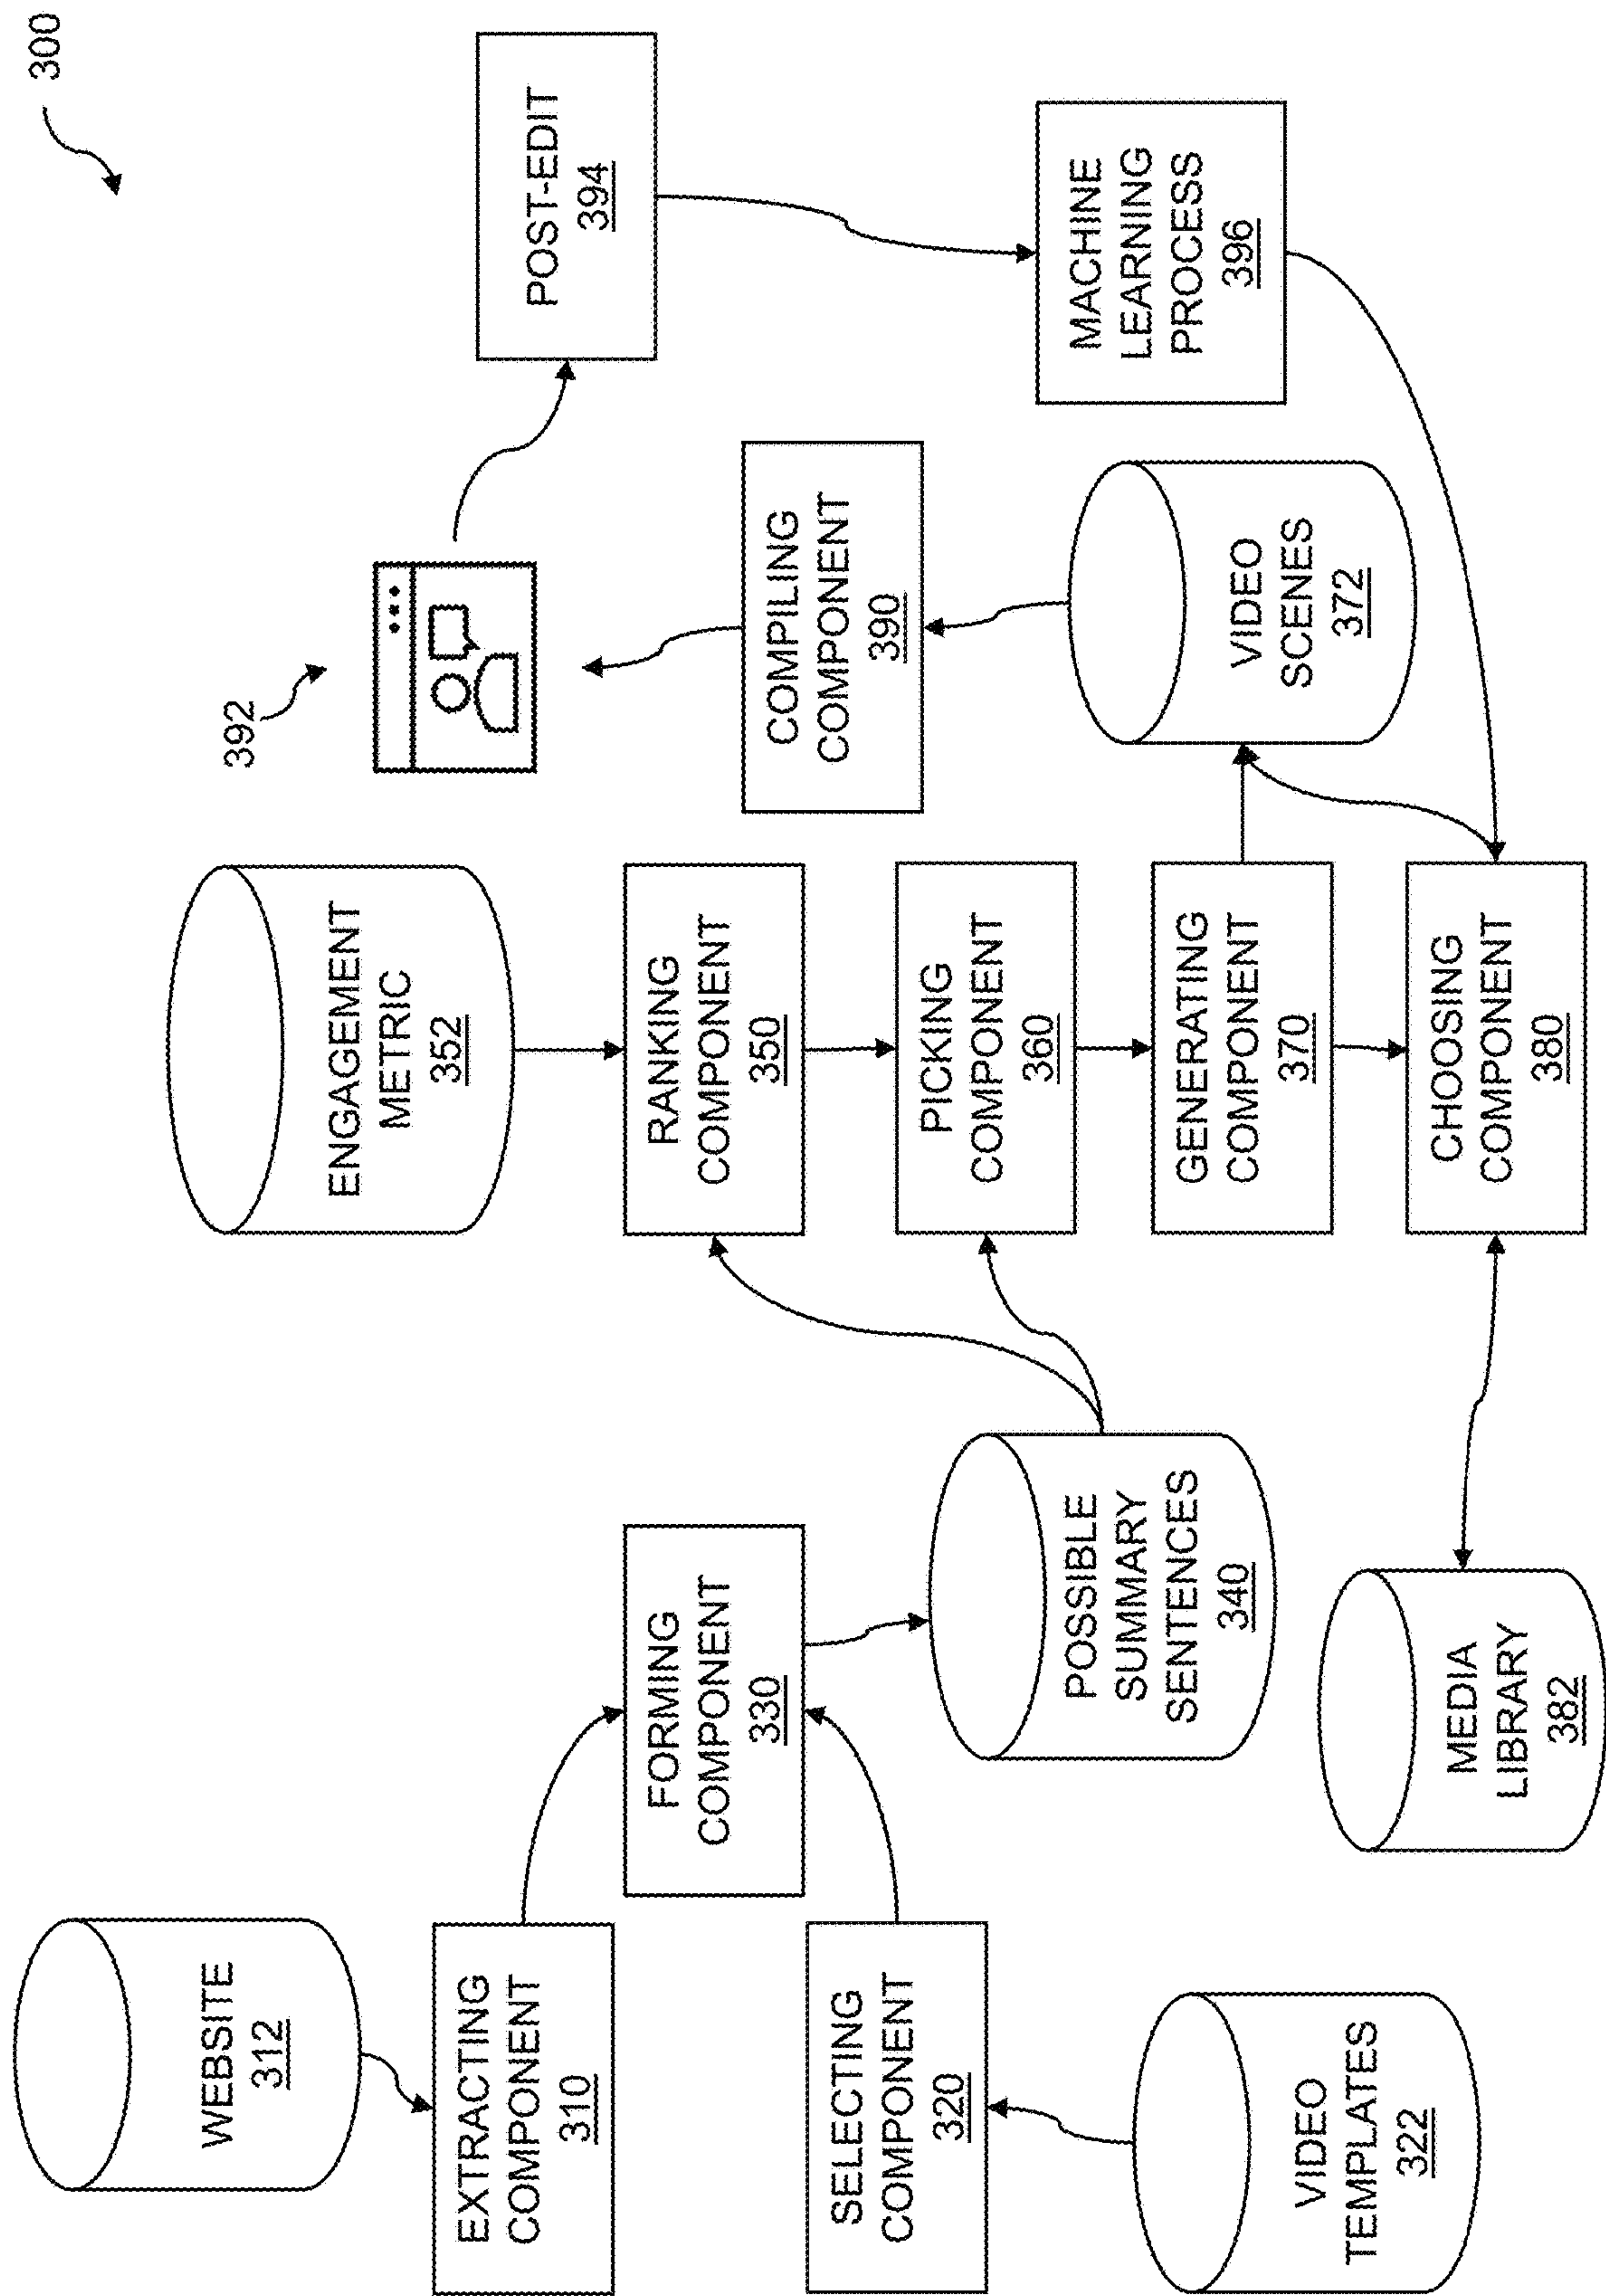 300
WEBSITE
312
EXTRACTING
COMPONENT
310
SELECTING
COMPONENT
320
VIDEO
TEMPLATES
322
FORMING
COMPONENT
330
POSSIBLE
SUMMARY
SENTENCES
340
MEDIA
LIBRARY
382
ENGAGEMENT
METRIC
352
RANKING
COMPONENT
350
PICKING
COMPONENT
360
GENERATING
COMPONENT
370
CHOOSING
COMPONENT
380
392
COMPILING
COMPONENT
390
VIDEO
SCENES
372
POST-EDIT
394
MACHINE
LEARNING
PROCESS
396